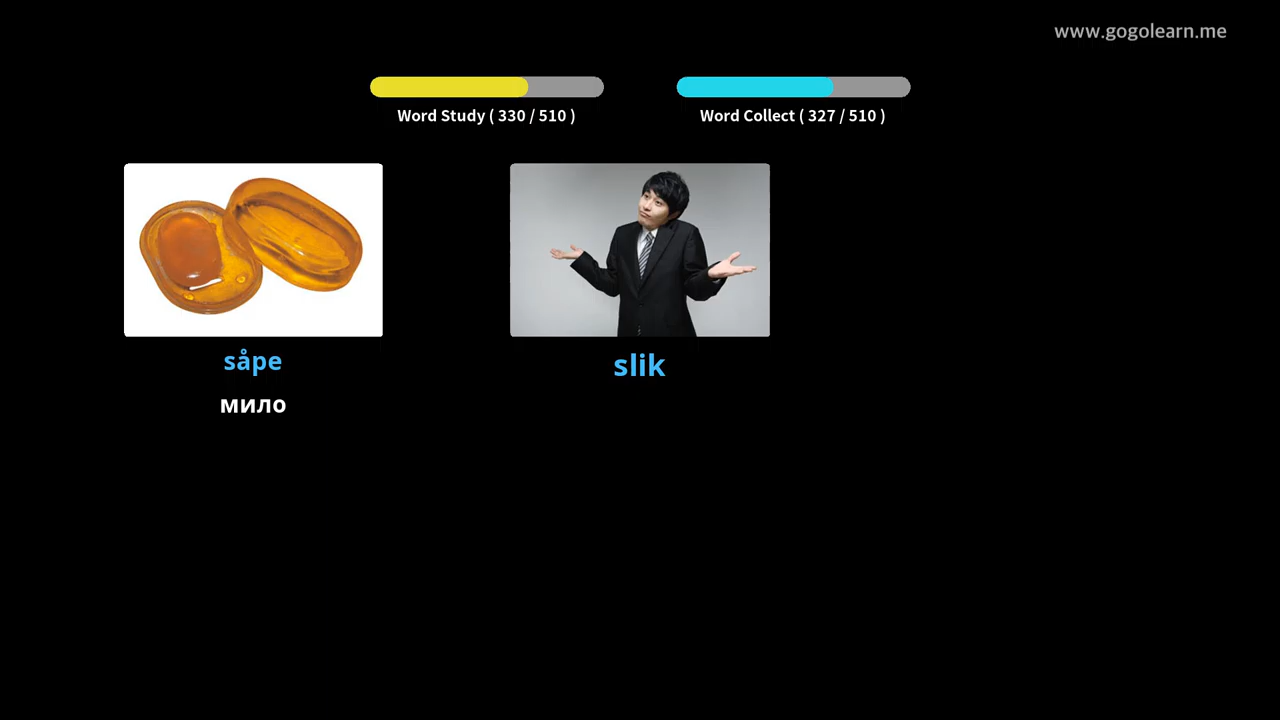 www.gogolearn.me
Word Study ( 330 / 510 )
Word Collect ( 327 / 510 )
såpe
мило
slik